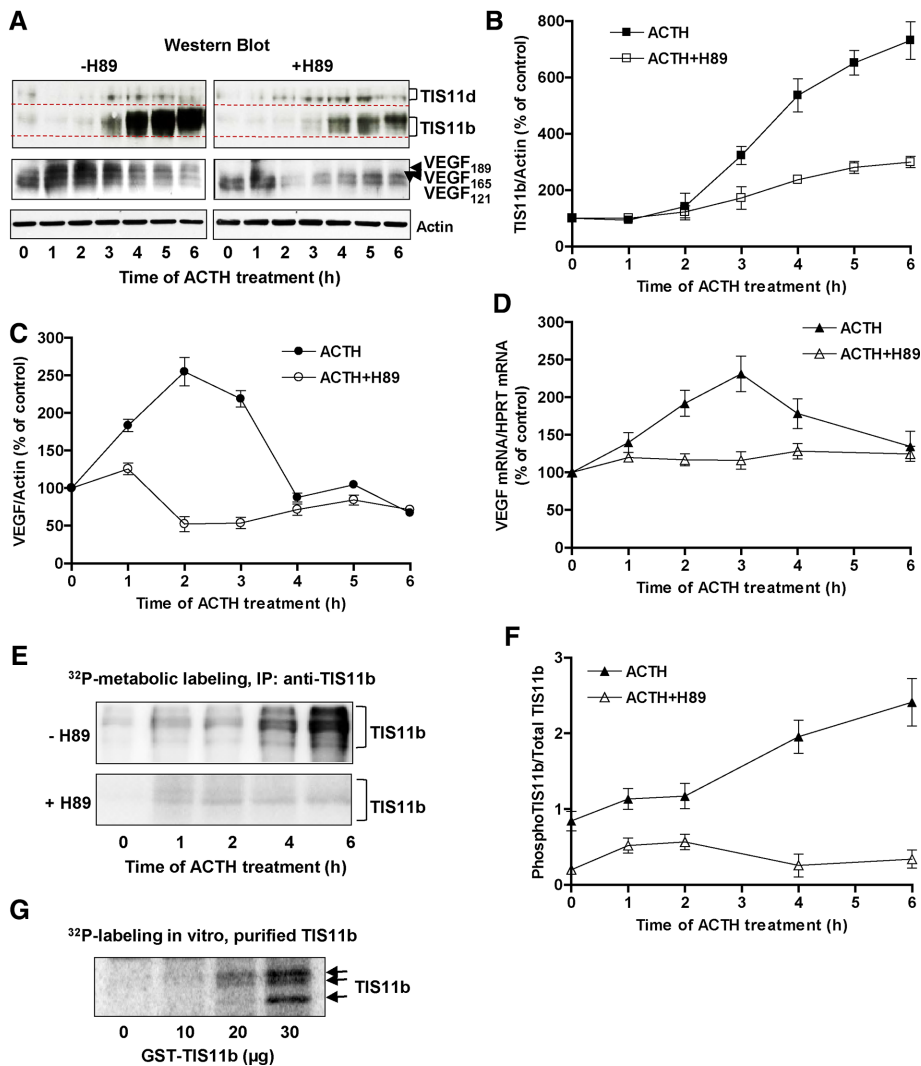 A
Western Blot
-H89
+H89
TIS11d
TIS11b
VEGF189
VEGF165
VEGF121
Actin
0 1 2 3 4 5 6
0 1 2 3 4 5 6
Time of ACTH treatment (h)
B
ACTH
ACTH+H89
TIS11b/Actin (% of control)
800
600
400
200
0
0 1 2 3 4 5 6
Time of ACTH treatment (h)
C
ACTH
ACTH+H89
VEGF/Actin (% of control)
300
250
200
150
100
50
0
0 1 2 3 4 5 6
Time of ACTH treatment (h)
D
ACTH
ACTH+H89
VEGF mRNA/HPRT mRNA
(% of control)
300
250
200
150
100
50
0
0 1 2 3 4 5 6
Time of ACTH treatment (h)
E
32P-metabolic labeling, IP: anti-TIS11b
- H89
TIS11b
+ H89
TIS11b
0 1 2 4 6
Time of ACTH treatment (h)
F
ACTH
ACTH+H89
PhosphoTIS11b/Total TIS11b
3
2
1
0
0 1 2 3 4 5 6
Time of ACTH treatment (h)
G
32P-labeling in vitro, purified TIS11b
TIS11b
0 10 20 30
GST-TIS11b (µg)